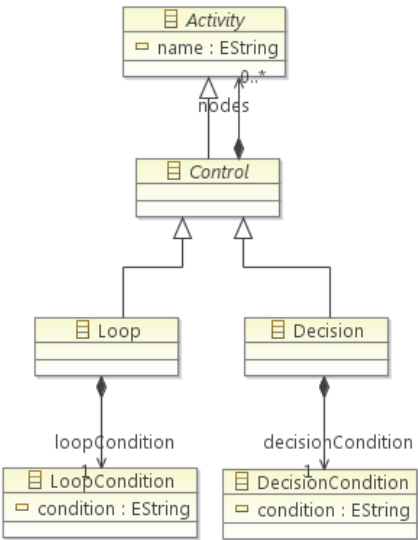 Activity
name : EString
0..*
nodes
Control
Loop
Decision
loopCondition
decisionCondition
1
1
LoopCondition
DecisionCondition
condition : EString
condition : EString